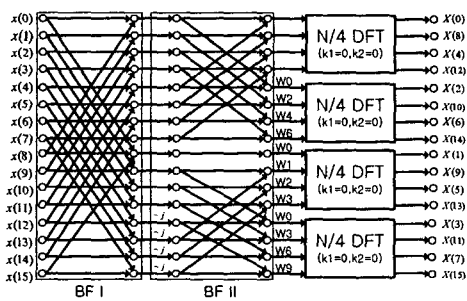 x(0)
x(1)
x(2)
x(3)
x(4)
x(5)
x(6)
x(7)
x(8)
x(9)
x(10)
x(11)
x(12)
x(13)
x(14)
x(15)
BF I
-j
-j
-j
-j
BF II
W0
W2
W4
W6
W0
W1
W2
W3
W0
W3
W6
W9
N/4 DFT
(k1=0,k2=0)
N/4 DFT
(k1=0,k2=0)
N/4 DFT
(k1=0,k2=0)
N/4 DFT
(k1=0,k2=0)
X(0)
X(8)
X(4)
X(12)
X(2)
X(10)
X(6)
X(14)
X(1)
X(9)
X(5)
X(13)
X(3)
X(11)
X(7)
X(15)